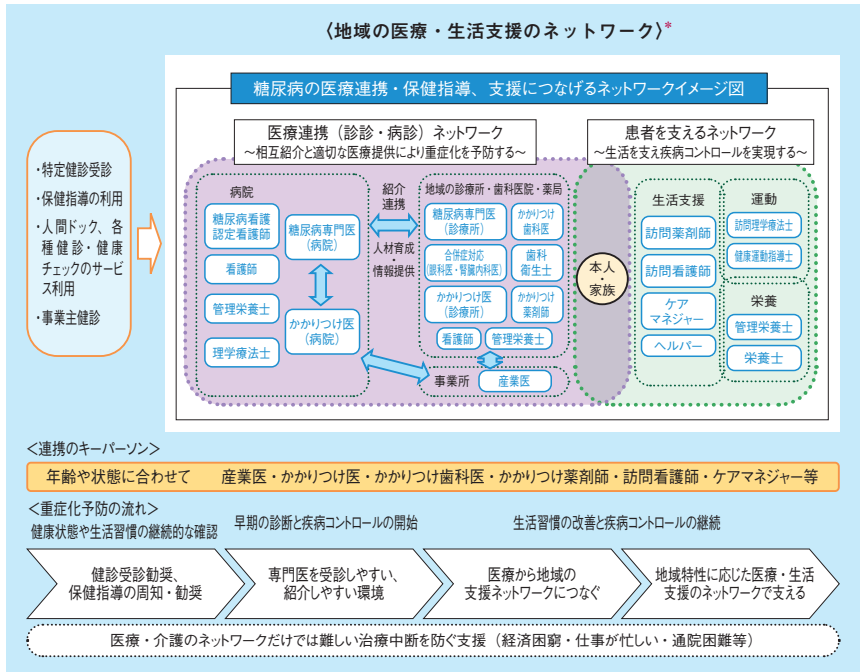 〈地域の医療・生活支援のネットワーク〉*
糖尿病の医療連携・保健指導、支援につなげるネットワークイメージ図
・特定健診受診
・保健指導の利用
・人間ドック、各
種健診・健康
チェックのサービ
ス利用
・事業主健診
医療連携（診診・病診）ネットワーク
～相互紹介と適切な医療提供により重症化を予防する～
病院
糖尿病看護
認定看護師
看護師
管理栄養士
理学療法士
糖尿病専門医
（病院）
かかりつけ医
（病院）
紹介
連携
人材育成
・
情報提供
地域の診療所・歯科医院・薬局
糖尿病専門医
（診療所）
かかりつけ
歯科医
合併症対応
（眼科医・腎臓内科医）
歯科
衛生士
かかりつけ医
（診療所）
かかりつけ
薬剤師
看護師
管理栄養士
事業所
産業医
本人
・
家族
患者を支えるネットワーク
～生活を支え疾病コントロールを実現する～
生活支援
訪問薬剤師
訪問看護師
ケア
マネジャー
ヘルパー
運動
訪問理学療法士
健康運動指導士
栄養
管理栄養士
栄養士
＜連携のキーパーソン＞
年齢や状態に合わせて　産業医・かかりつけ医・かかりつけ歯科医・かかりつけ薬剤師・訪問看護師・ケアマネジャー等
＜重症化予防の流れ＞
健康状態や生活習慣の継続的な確認
早期の診断と疾病コントロールの開始
生活習慣の改善と疾病コントロールの継続
健診受診勧奨、
保健指導の周知・勧奨
専門医を受診しやすい、
紹介しやすい環境
医療から地域の
支援ネットワークにつなぐ
地域特性に応じた医療・生活
支援のネットワークで支える
医療・介護のネットワークだけでは難しい治療中断を防ぐ支援（経済困窮・仕事が忙しい・通院困難等）